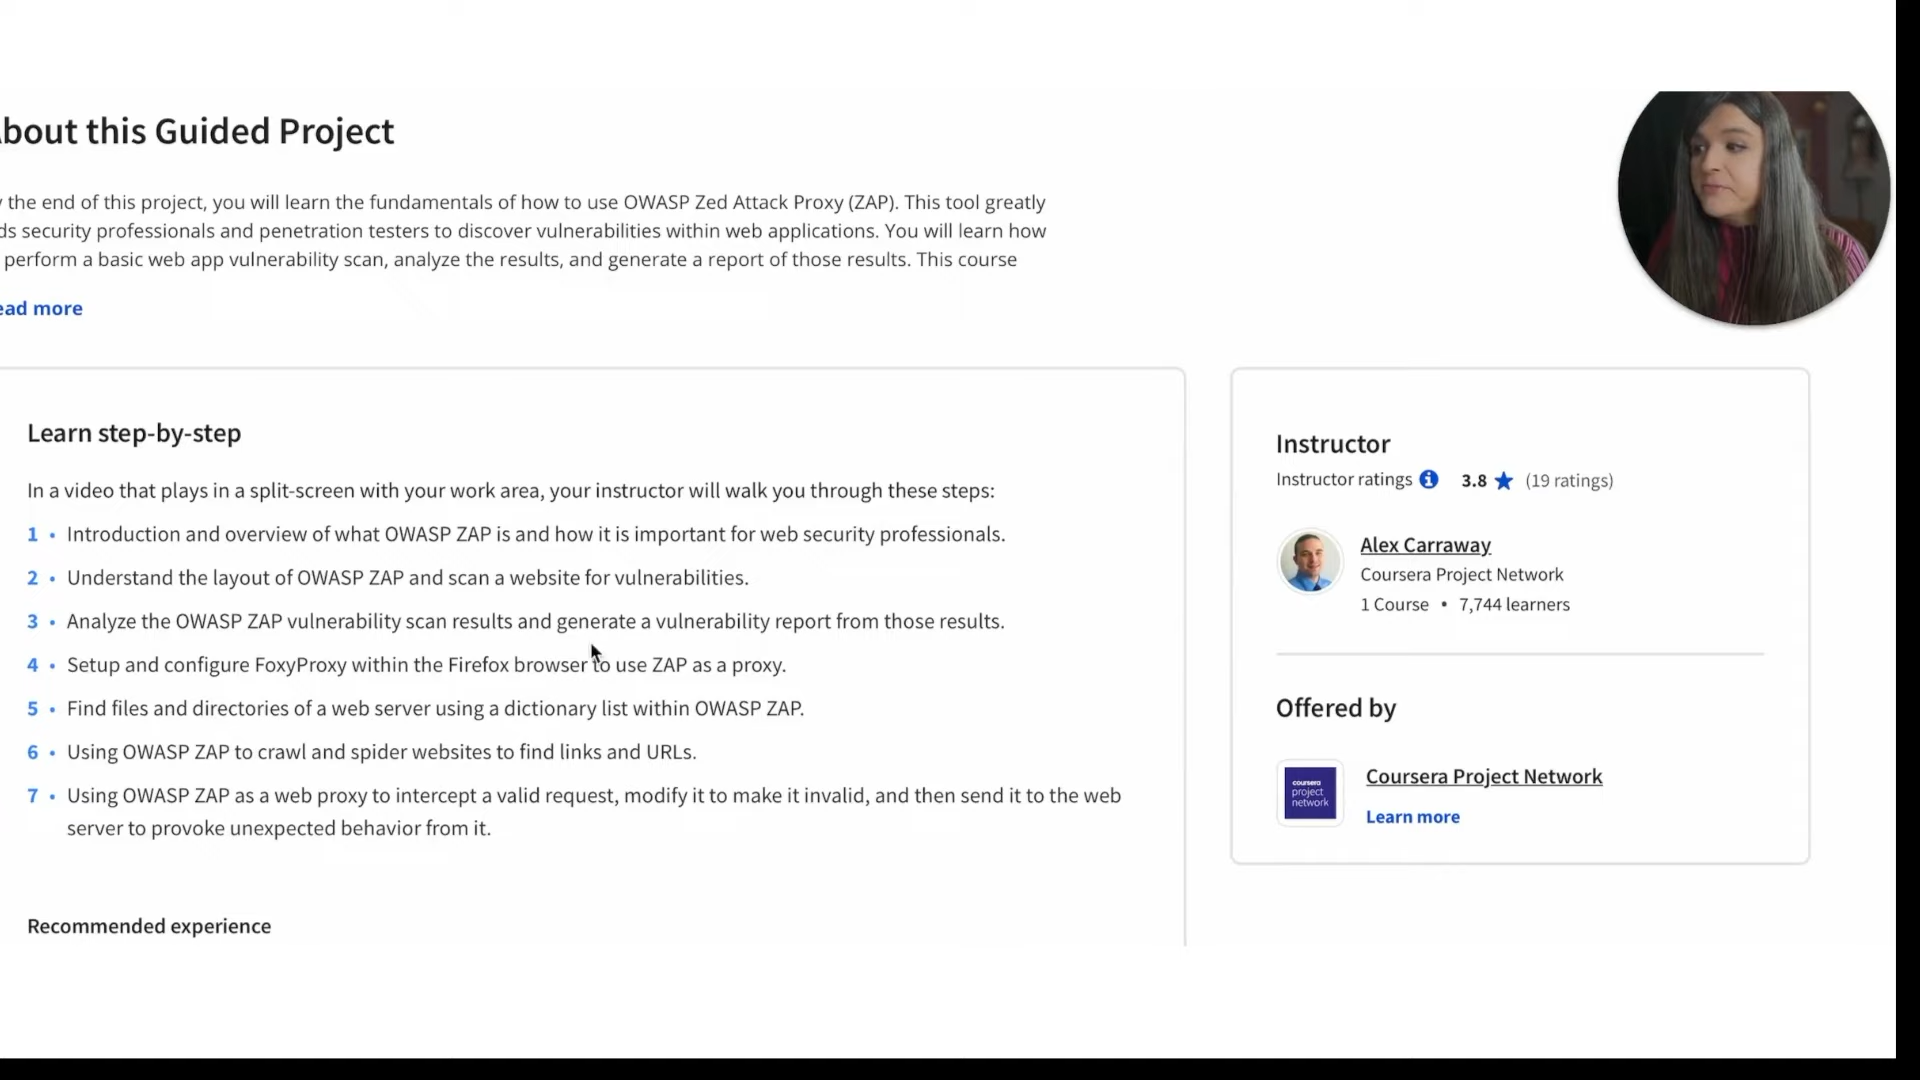 bout this Guided Project
the end of this project, you will learn the fundamentals of how to use OWASP Zed Attack Proxy (ZAP). This tool greatly
ds security professionals and penetration testers to discover vulnerabilities within web applications. You will learn how
perform a basic web app vulnerability scan, analyze the results, and generate a report of those results. This course
ead more
Learn step-by-step
In a video that plays in a split-screen with your work area, your instructor will walk you through these steps:
1 • Introduction and overview of what OWASP ZAP is and how it is important for web security professionals.
2 • Understand the layout of OWASP ZAP and scan a website for vulnerabilities.
3 • Analyze the OWASP ZAP vulnerability scan results and generate a vulnerability report from those results.
4 • Setup and configure FoxyProxy within the Firefox browser to use ZAP as a proxy.
5 • Find files and directories of a web server using a dictionary list within OWASP ZAP.
6 • Using OWASP ZAP to crawl and spider websites to find links and URLs.
7 • Using OWASP ZAP as a web proxy to intercept a valid request, modify it to make it invalid, and then send it to the web
server to provoke unexpected behavior from it.
Recommended experience
Instructor
Instructor ratings 3.8 (19 ratings)
Alex Carraway
Coursera Project Network
1 Course • 7,744 learners
Offered by
coursera
project
network
Coursera Project Network
Learn more